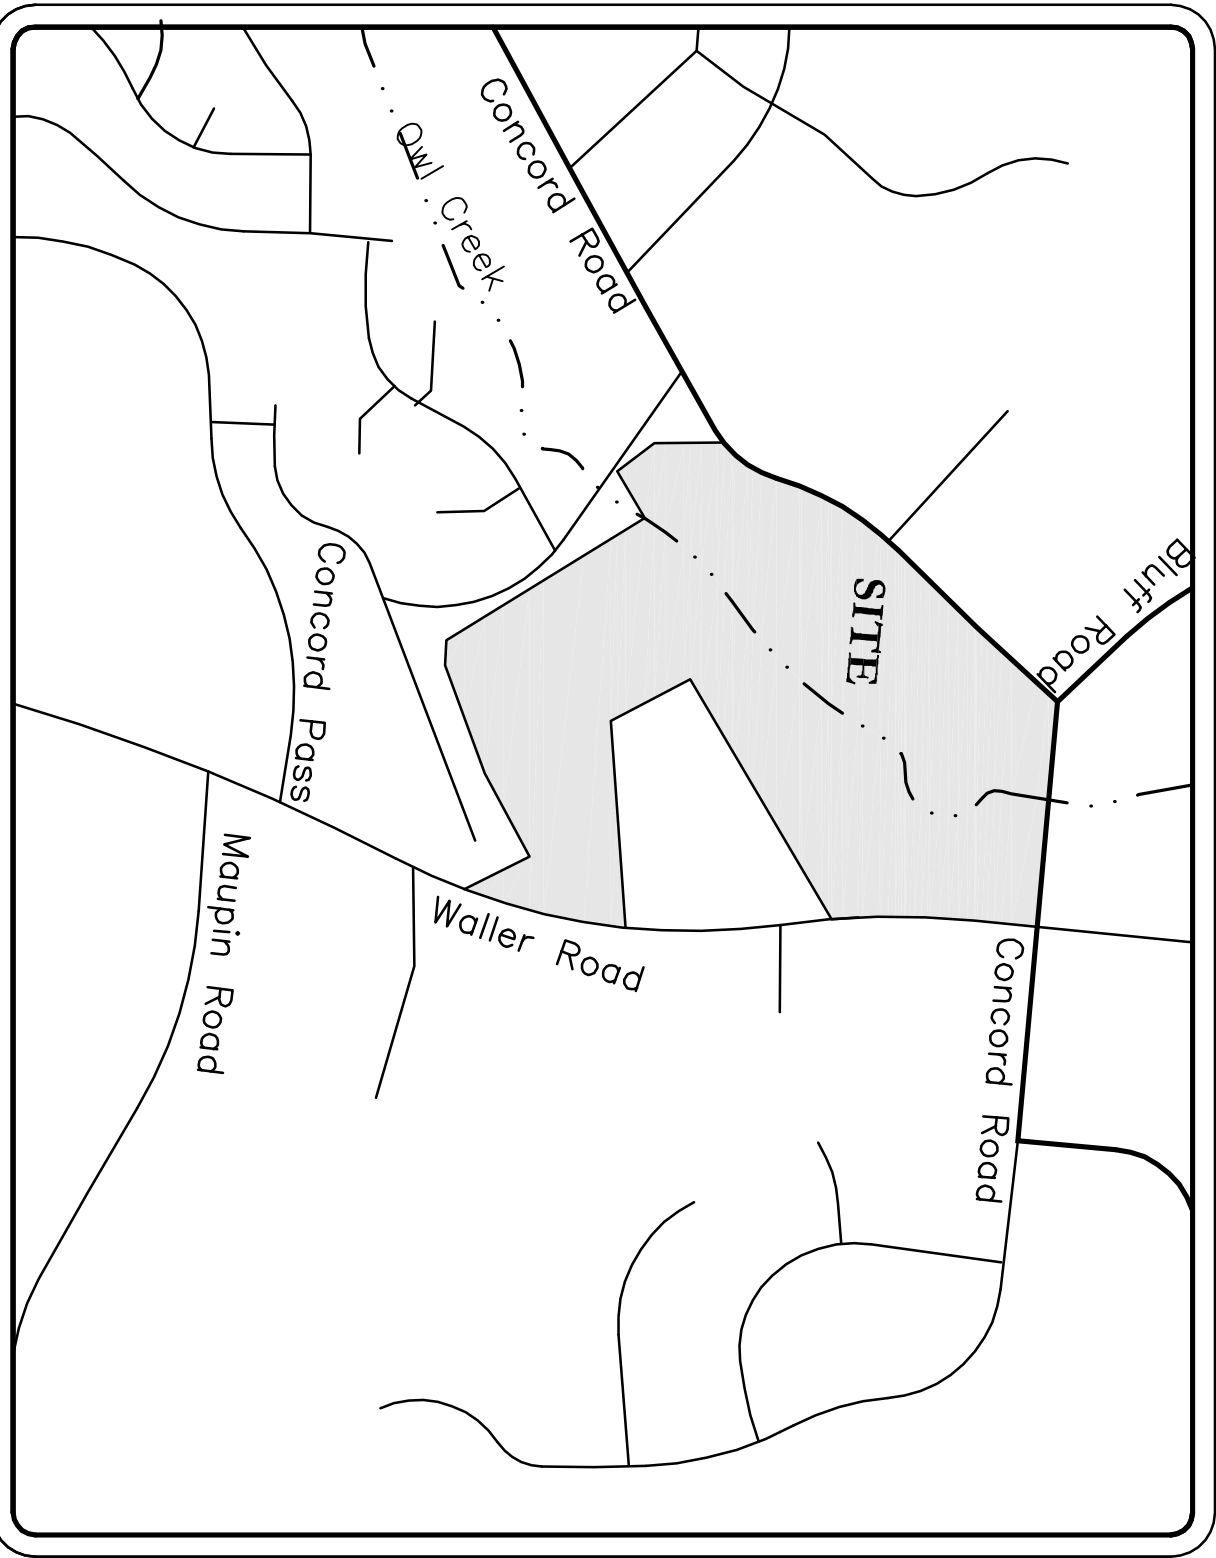 Concord Road
Owl Creek
Bluff Road
SITE
Concord Pass
Maupin Road
Waller Road
Concord Road